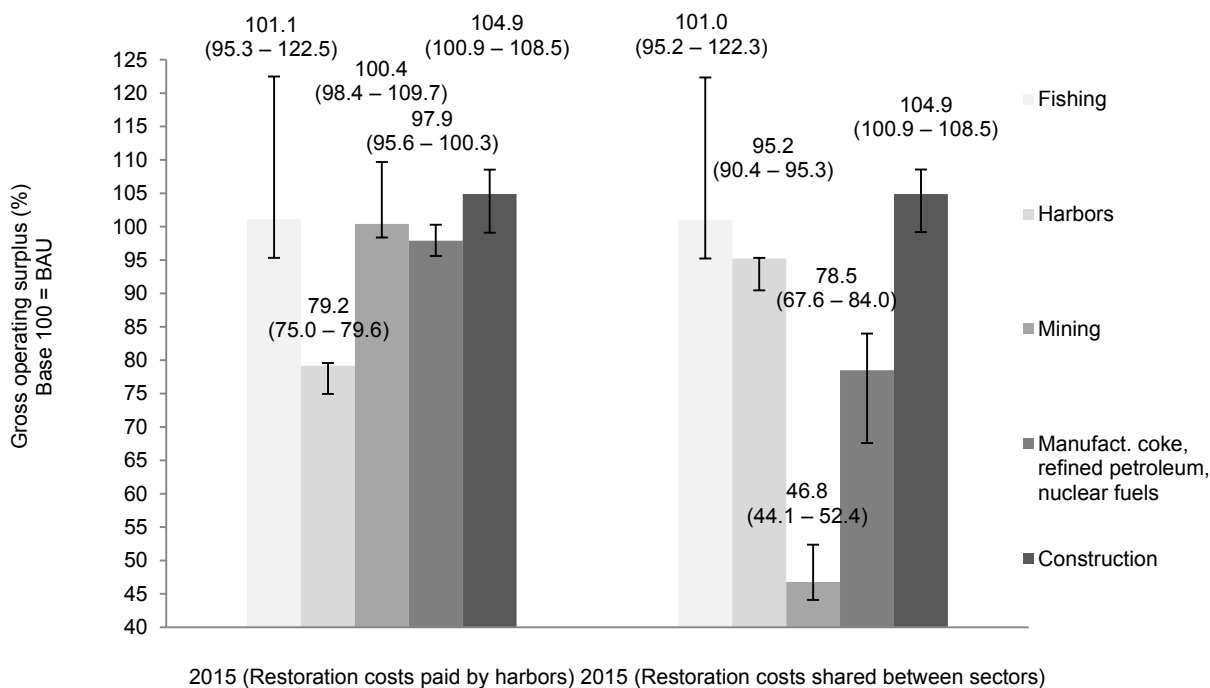 101.1
(95.3 – 122.5)
104.9
(100.9 – 108.5)
100.4
(98.4 – 109.7)
97.9
(95.6 – 100.3)
79.2
(75.0 – 79.6)
101.0
(95.2 – 122.3)
95.2
(90.4 – 95.3)
104.9
(100.9 – 108.5)
78.5
(67.6 – 84.0)
46.8
(44.1 – 52.4)
Gross operating surplus (%)
Base 100 = BAU
125
120
115
110
105
100
95
90
85
80
75
70
65
60
55
50
45
40
2015 (Restoration costs paid by harbors) 2015 (Restoration costs shared between sectors)
Fishing
Harbors
Mining
Manufact. coke,
refined petroleum,
nuclear fuels
Construction